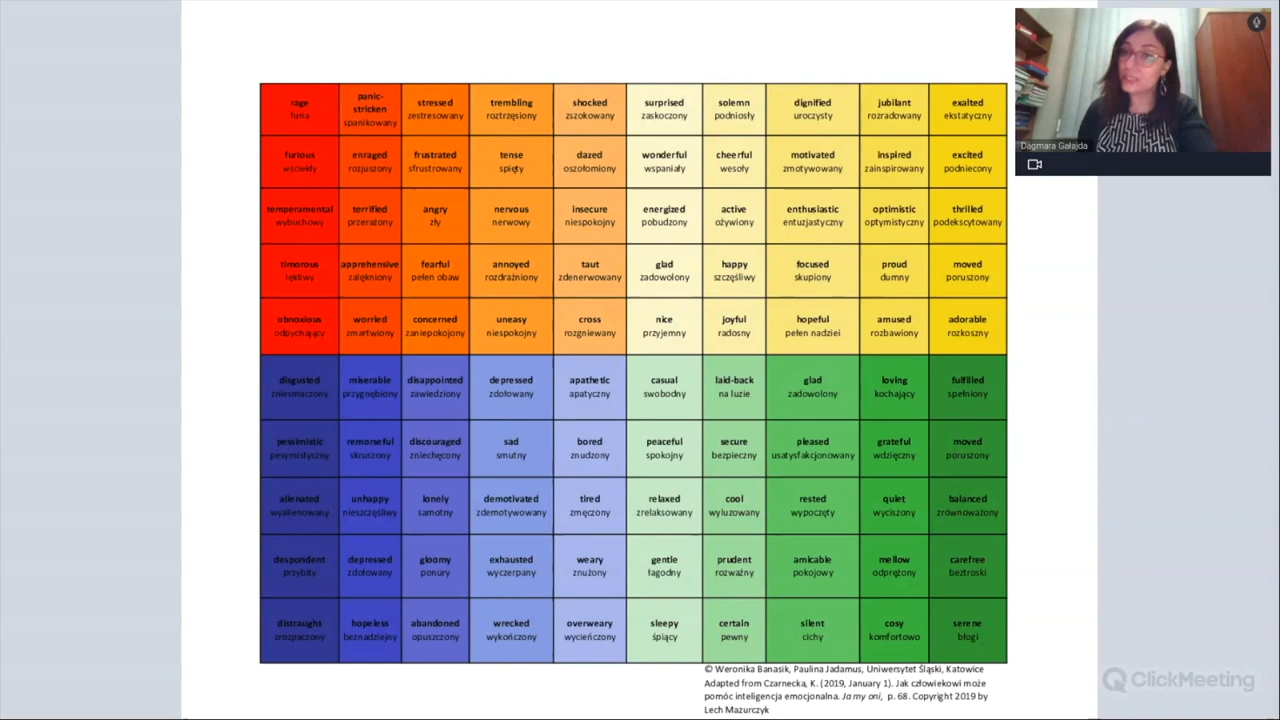 rage panic- stressed trembling shocked surprised solemn dignified jubilant exalted
furia stricken zestresowany roztrzęsiony zszokowany zaskoczony podniosły uroczysty rozradowany ekstatyczny
spanikowany
furious enraged frustrated tense dazed wonderful cheerful motivated inspired excited
wściekły rozjuszony sfrustrowany spięty oszołomiony wspaniały wesoły zmotywowany zainspirowany podniecony
temperamental terrified angry nervous insecure energized active enthusiastic optimistic thrilled
wybuchowy przerażony zły nerwowy niespokojny pobudzony ożywiony entuzjastyczny optymistyczny podekscytowany
timorous apprehensive fearful annoyed taut glad happy focused proud moved
lękliwy zalękniony pełen obaw rozdrażniony zdenerwowany zadowolony szczęśliwy skupiony dumny poruszony
obnoxious worried concerned uneasy cross nice joyful hopeful amused adorable
odpychający zmartwiony zaniepokojony niespokojny rozgniewany przyjemny radosny pełen nadziei rozbawiony rozkoszny
disgusted miserable disappointed depressed apathetic casual laid-back glad loving fulfilled
zniesmaczony przygnębiony zawiedziony zdołowany apatyczny swobodny na luzie zadowolony kochający spełniony
pessimistic remorseful discouraged sad bored peaceful secure pleased grateful moved
pesymistyczny skruszony zniechęcony smutny znudzony spokojny bezpieczny usatysfakcjonowany wdzięczny poruszony
alienated unhappy lonely demotivated tired relaxed cool rested quiet balanced
wyalienowany nieszczęśliwy samotny zdemotywowany zmęczony zrelaksowany wyluzowany wypoczęty wyciszony zrównoważony
despondent depressed gloomy exhausted weary gentle prudent amicable mellow carefree
przybity zdołowany ponury wyczerpany znużony łagodny rozważny pokojowy odprężony beztroski
distraught hopeless abandoned wrecked overweary sleepy certain silent cosy serene
zrozpaczony beznadziejny opuszczony wykończony wycieńczony śpiący pewny cichy komfortowo błogi
© Weronika Banasik, Paulina Jadamus, Uniwersytet Śląski, Katowice
Adapted from Czarnecka, K. (2019, January 1). Jak człowiekowi może
pomóc inteligencja emocjonalna. Ja my oni, p. 68. Copyright 2019 by
Lech Mazurczyk
Dagmara Gałajda
ClickMeeting